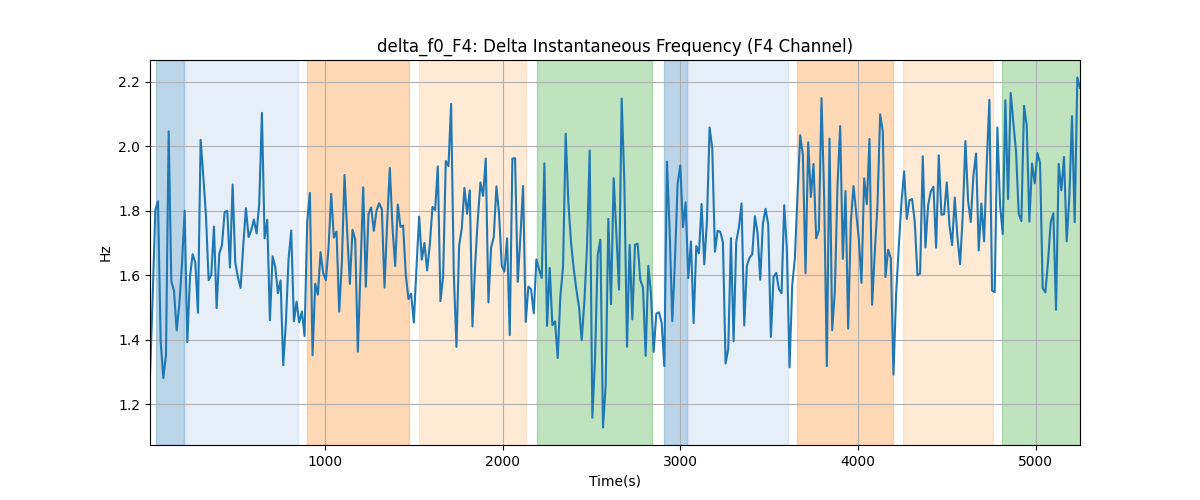 delta_f0_F4: Delta Instantaneous Frequency (F4 Channel)
2.2
2.0
1.8
1.6
1.4
1.2
Hz
1000 2000 3000 4000 5000
Time(s)